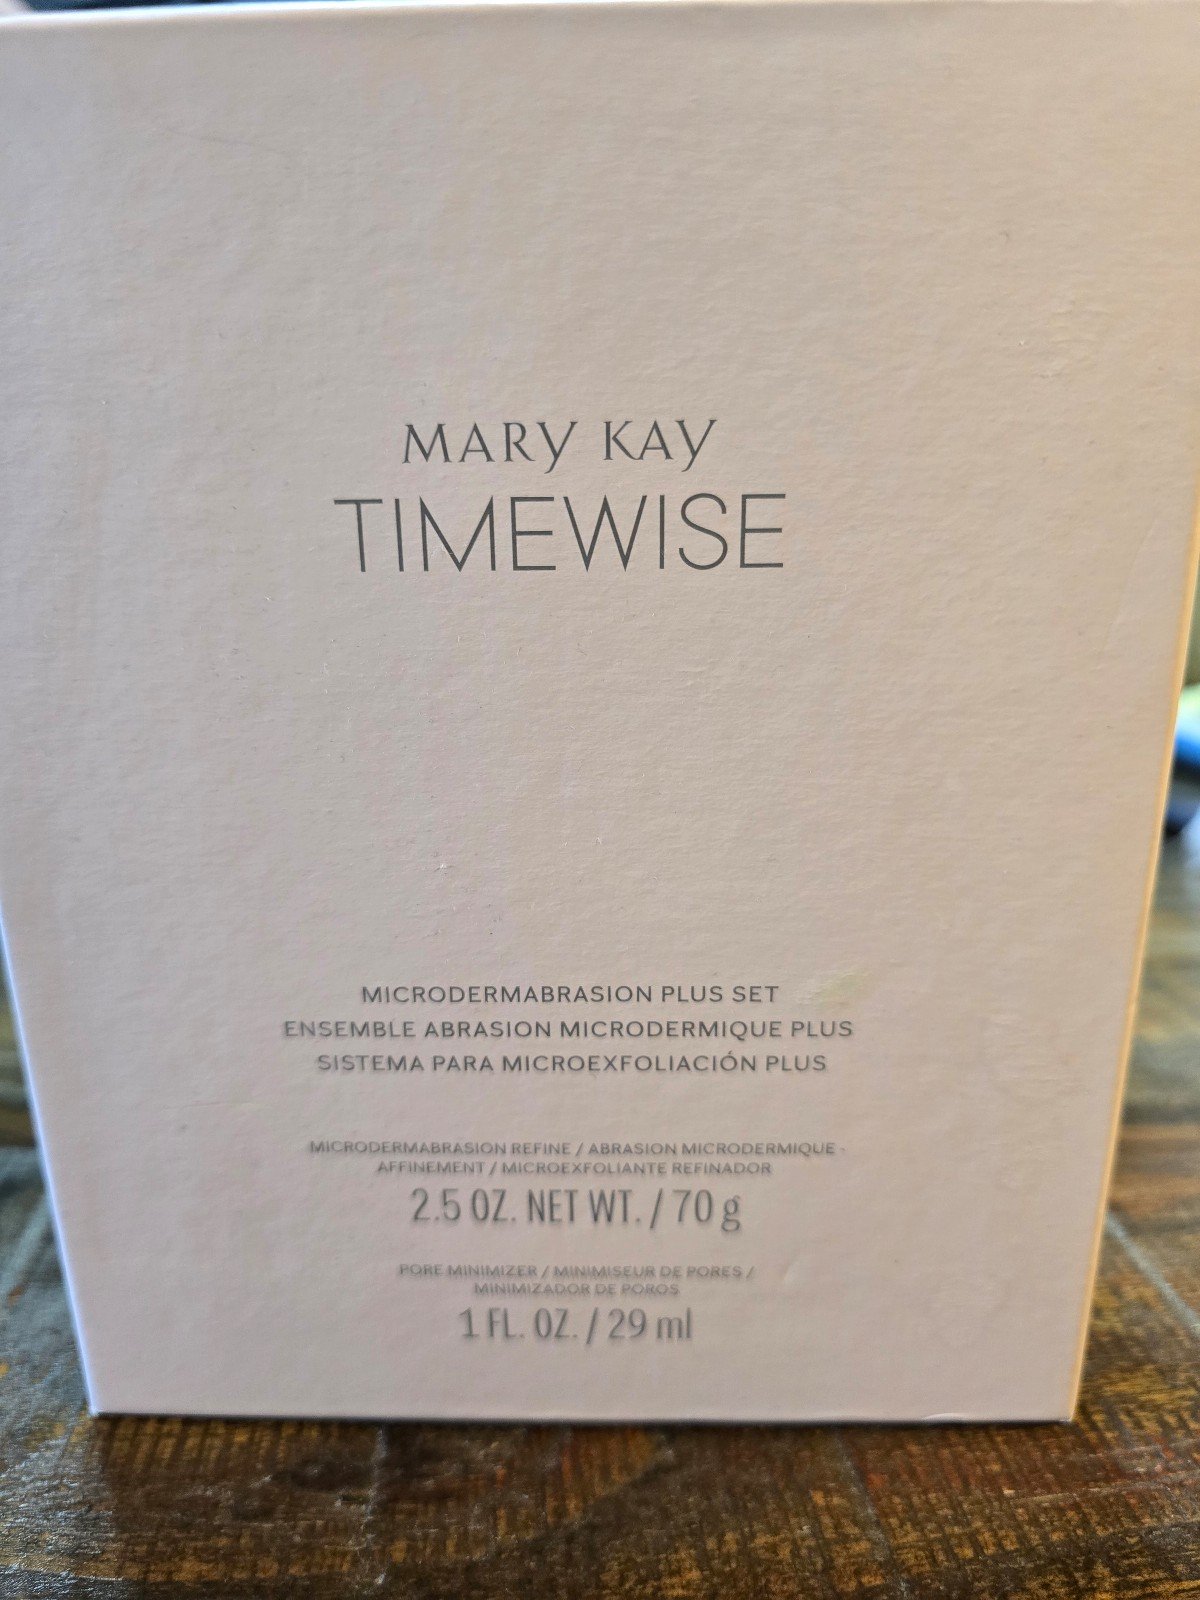 MARY KAY
TIMEWISE
MICRODERMABRASION PLUS SET
ENSEMBLE ABRASION MICRODERMIQUE PLUS
SISTEMA PARA MICROEXFOLIACIÓN PLUS
MICRODERMABRASION REFINE / ABRASION MICRODERMIQUE -
AFFINEMENT / MICROEXFOLIANTE REFINADOR
2.5 OZ. NET WT. / 70 g
PORE MINIMIZER / MINIMISEUR DE PORES /
MINIMIZADOR DE POROS
1 FL. OZ. / 29 ml